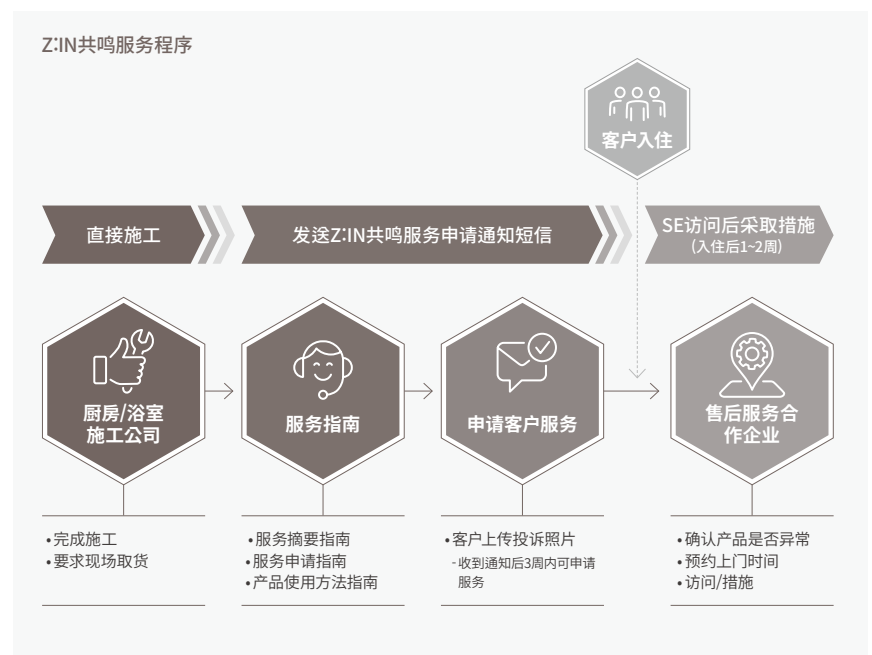 Z:IN共鸣服务程序
客户入住
直接施工
发送Z:IN共鸣服务申请通知短信
SE访问后采取措施
(入住后1~2周)
厨房/浴室
施工公司
服务指南
申请客户服务
售后服务合
作企业
•完成施工
•要求现场取货
•服务摘要指南
•服务申请指南
•产品使用方法指南
•客户上传投诉照片
- 收到通知后3周内可申请
服务
•确认产品是否异常
•预约上门时间
•访问/措施